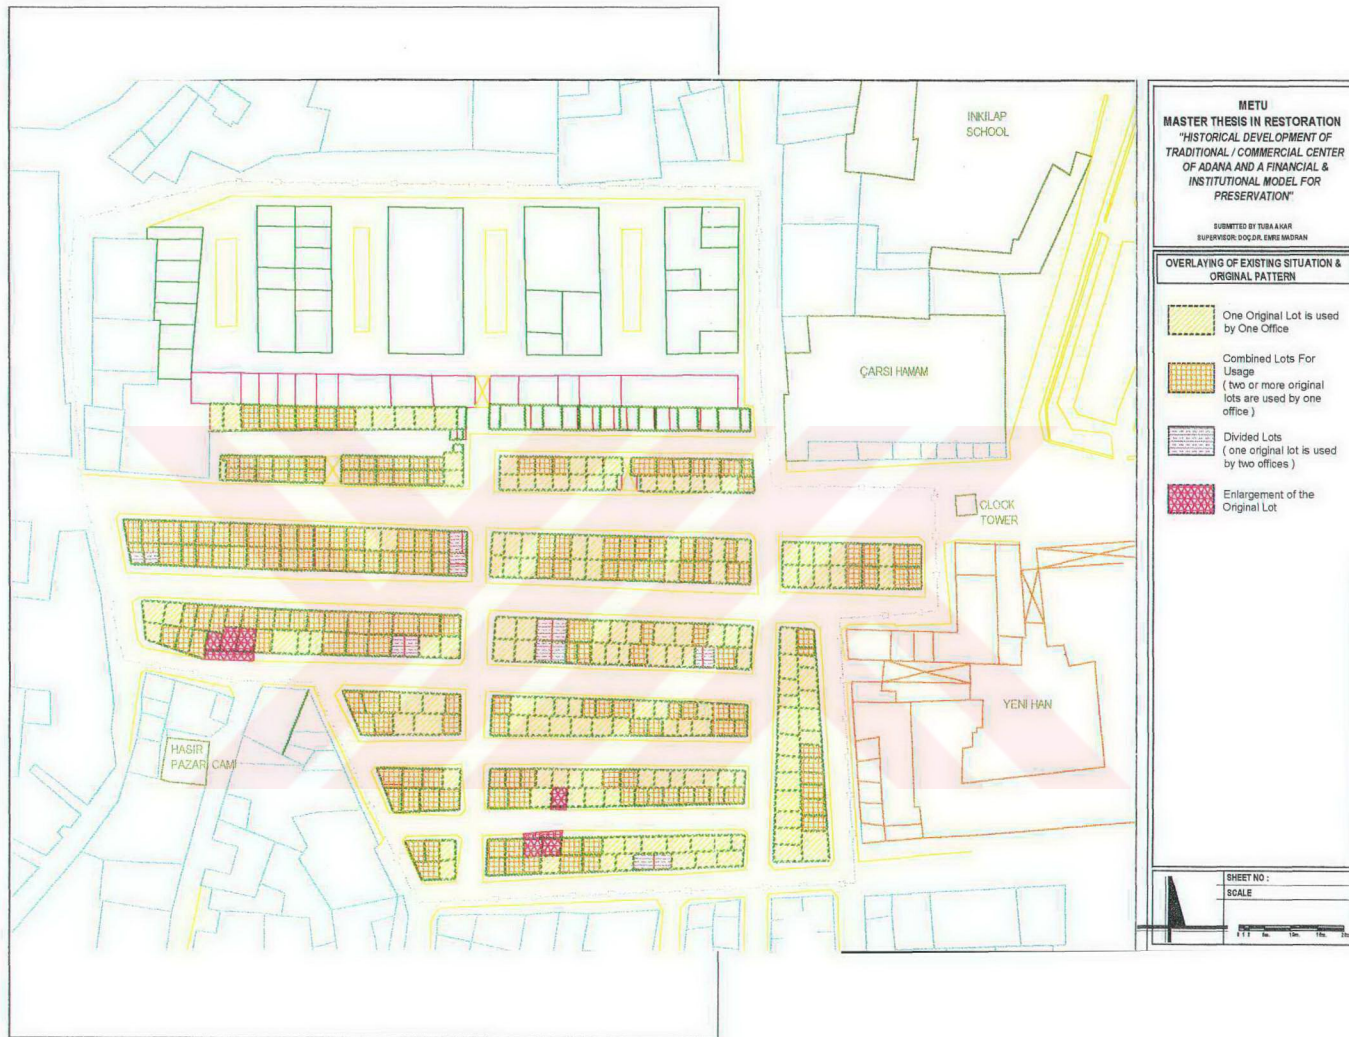 INKILAP
SCHOOL
ÇARSI HAMAM
CLOCK
TOWER
YENI HAN
HASIR
PAZAR CAMI
METU
MASTER THESIS IN RESTORATION
"HISTORICAL DEVELOPMENT OF
TRADITIONAL / COMMERCIAL CENTER
OF ADANA AND A FINANCIAL &
INSTITUTIONAL MODEL FOR
PRESERVATION"
SUBMITTED BY TUBA AKAR
SUPERVISOR: DOÇ.DR. EMRE MADRAN
OVERLAYING OF EXISTING SITUATION &
ORIGINAL PATTERN
One Original Lot is used
by One Office
Combined Lots For
Usage
( two or more original
lots are used by one
office )
Divided Lots
( one original lot is used
by two offices )
Enlargement of the
Original Lot
SHEET NO :
SCALE